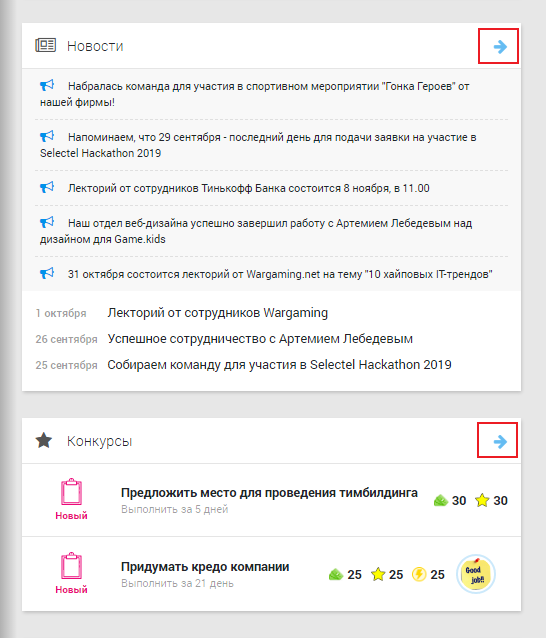 Новости
Набралась команда для участия в спортивном мероприятии "Гонка Героев" от
нашей фирмы!
Напоминаем, что 29 сентября - последний день для подачи заявки на участие в
Selectel Hackathon 2019
Лекторий от сотрудников Тинькофф Банка состоится 8 ноября, в 11.00
Наш отдел веб-дизайна успешно завершил работу с Артемием Лебедевым над
дизайном для Game.kids
31 октября состоится лекторий от Wargaming.net на тему "10 хайповых IT-трендов"
1 октября Лекторий от сотрудников Wargaming
26 сентября Успешное сотрудничество с Артемием Лебедевым
25 сентября Собираем команду для участия в Selectel Hackathon 2019
Конкурсы
Предложить место для проведения тимбилдинга 30 30
Выполнить за 5 дней
Новый
Придумать кредо компании 25 25 25
Выполнить за 21 день
Новый
Good
job!!